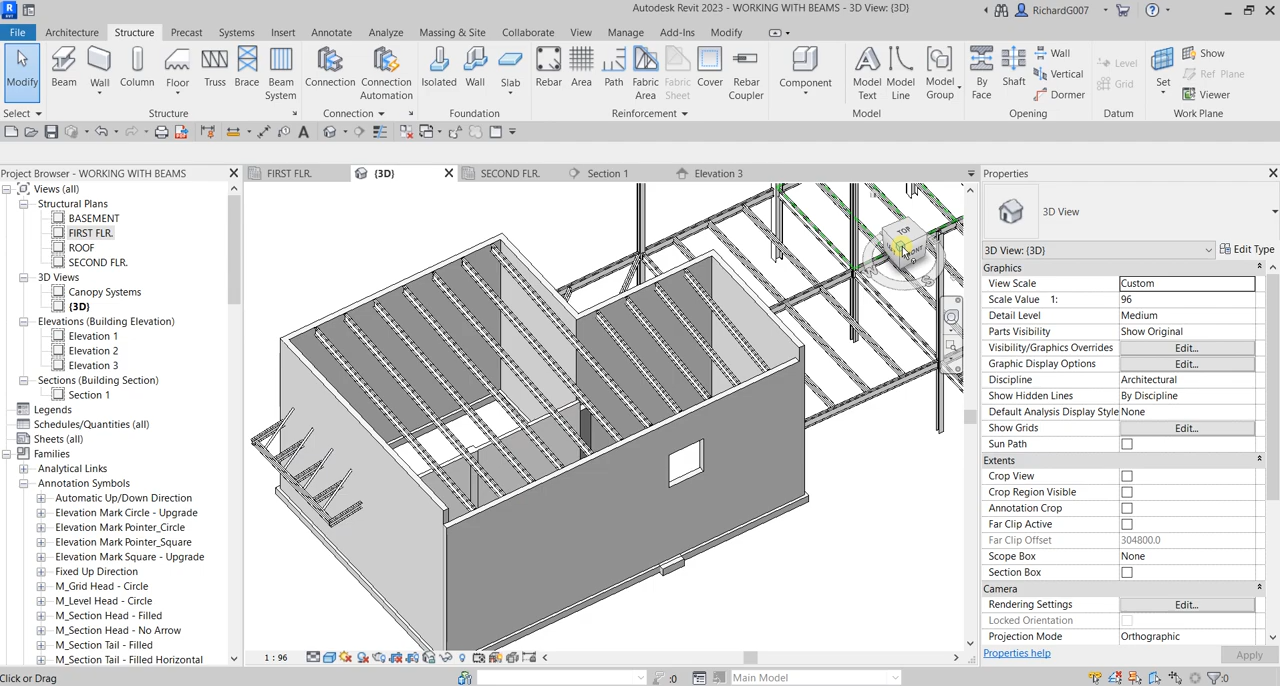 Autodesk Revit 2023 - WORKING WITH BEAMS - 3D View: {3D}
RichardG007
File Architecture Structure Precast Systems Insert Annotate Analyze Massing & Site Collaborate View Manage Add-Ins Modify
Modify Beam Wall Column Floor Truss Brace Beam System Connection Connection Automation Isolated Wall Slab Rebar Area Path Fabric Area Fabric Sheet Cover Rebar Coupler Component Model Text Model Line Model Group By Face Shaft Wall Vertical Dormer Level Grid Set Show Ref Plane Viewer
Select Structure Connection Foundation Reinforcement Model Opening Datum Work Plane
Project Browser - WORKING WITH BEAMS
FIRST FLR. {3D} SECOND FLR. Section 1 Elevation 3
Properties
Views (all)
Structural Plans
BASEMENT
FIRST FLR.
ROOF
SECOND FLR.
3D Views
Canopy Systems
{3D}
Elevations (Building Elevation)
Elevation 1
Elevation 2
Elevation 3
Sections (Building Section)
Section 1
Legends
Schedules/Quantities (all)
Sheets (all)
Families
Analytical Links
Annotation Symbols
Automatic Up/Down Direction
Elevation Mark Circle - Upgrade
Elevation Mark Pointer_Circle
Elevation Mark Pointer_Square
Elevation Mark Square - Upgrade
Fixed Up Direction
M_Grid Head - Circle
M_Level Head - Circle
M_Section Head - Filled
M_Section Head - No Arrow
M_Section Tail - Filled
M_Section Tail - Filled Horizontal
TOP
FRONT
3D View
3D View: {3D} Edit Type
Graphics
View Scale Custom
Scale Value 1: 96
Detail Level Medium
Parts Visibility Show Original
Visibility/Graphics Overrides Edit...
Graphic Display Options Edit...
Discipline Architectural
Show Hidden Lines By Discipline
Default Analysis Display Style None
Show Grids Edit...
Sun Path
Extents
Crop View
Crop Region Visible
Annotation Crop
Far Clip Active
Far Clip Offset 304800.0
Scope Box None
Section Box
Camera
Rendering Settings Edit...
Locked Orientation
Projection Mode Orthographic
Properties help Apply
1 : 96
Click or Drag
:0 Main Model :0